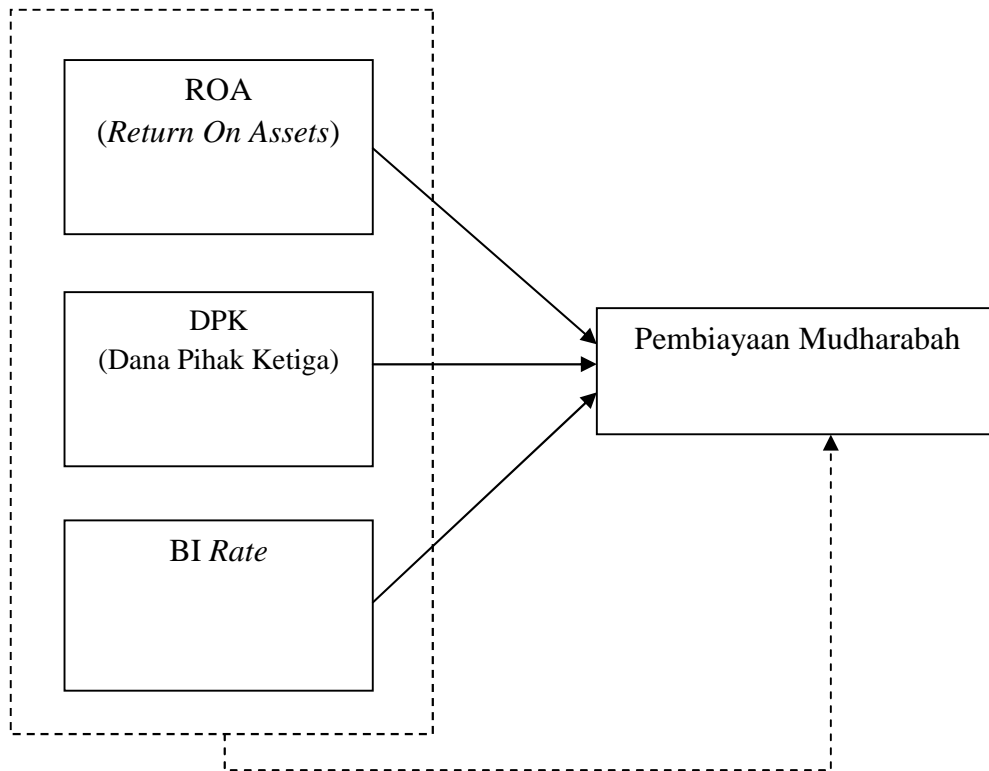 ROA
(Return On Assets)
DPK
(Dana Pihak Ketiga)
BI Rate
Pembiayaan Mudharabah